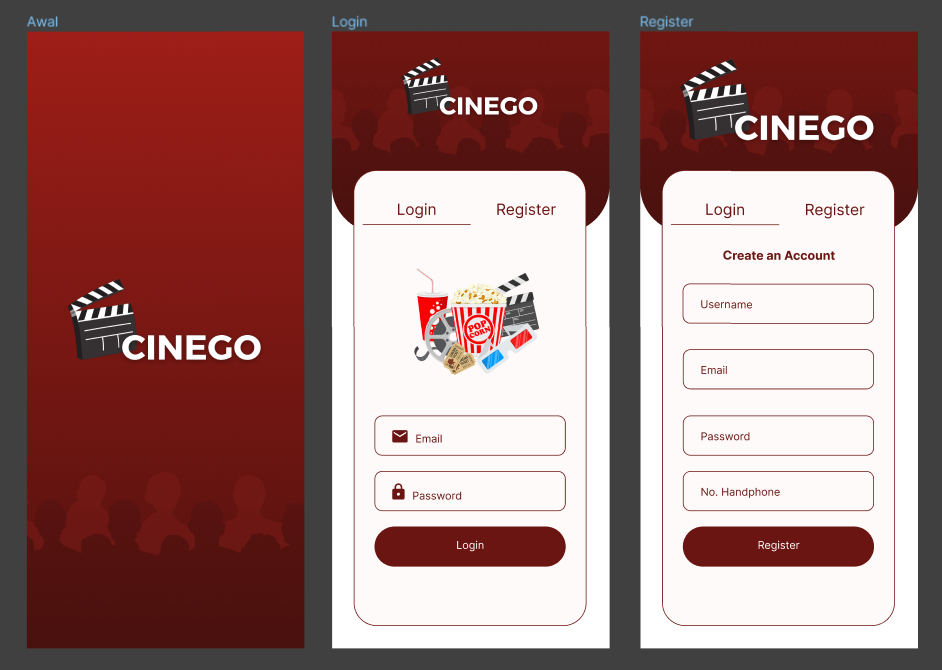 Awal
CINEGO
Login
CINEGO
Login Register
POP
CORN
Email
Password
Login
Register
CINEGO
Login Register
Create an Account
Username
Email
Password
No. Handphone
Register